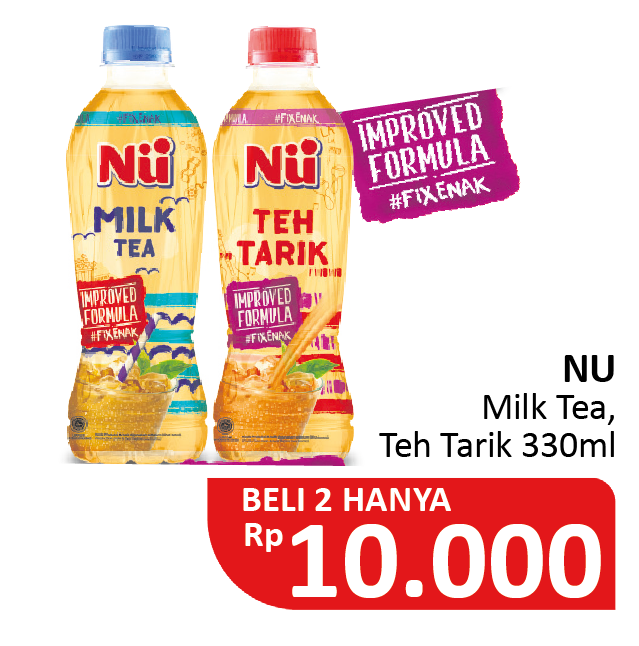 #FIXENAK
Nü
MILK
TEA
IMPROVED
FORMULA
#FIXENAK
#FIXENAK
Nü
TEH
TARIK
IMPROVED
FORMULA
#FIXENAK
IMPROVED
FORMULA
#FIXENAK
NU
Milk Tea,
Teh Tarik 330ml
BELI 2 HANYA
Rp 10.000